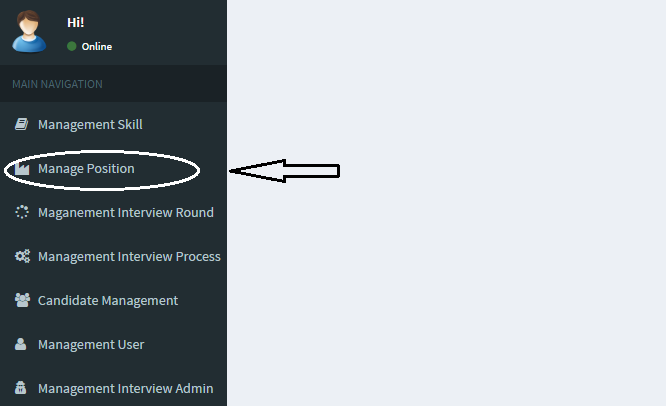 Hi!
Online
MAIN NAVIGATION
Management Skill
Manage Position
Maganement Interview Round
Management Interview Process
Candidate Management
Management User
Management Interview Admin